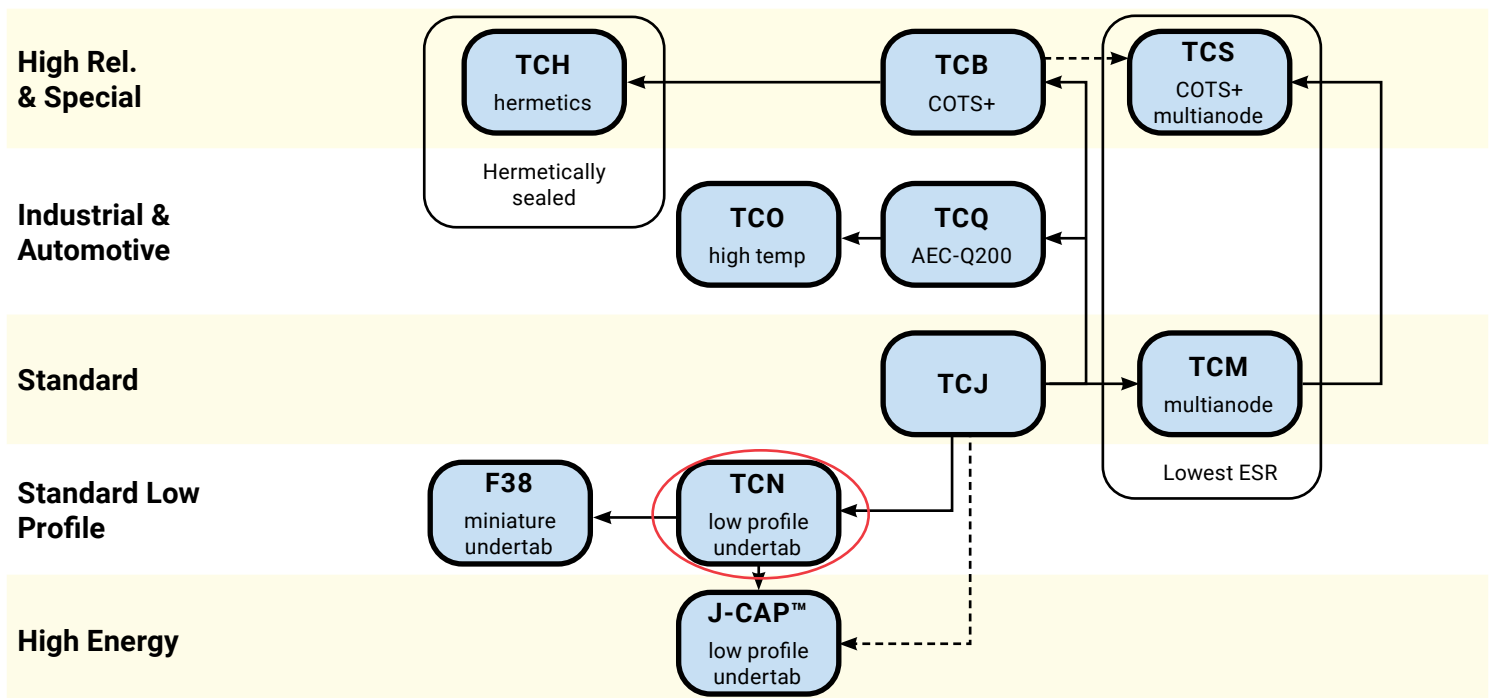 High Rel.
& Special
TCH
hermetics
Hermetically
sealed
TCB
COTS+
TCS
COTS+
multianode
Industrial &
Automotive
TCO
high temp
TCQ
AEC-Q200
Standard
TCJ
TCM
multianode
Lowest ESR
Standard Low
Profile
F38
miniature
undertab
TCN
low profile
undertab
High Energy
J-CAP™
low profile
undertab